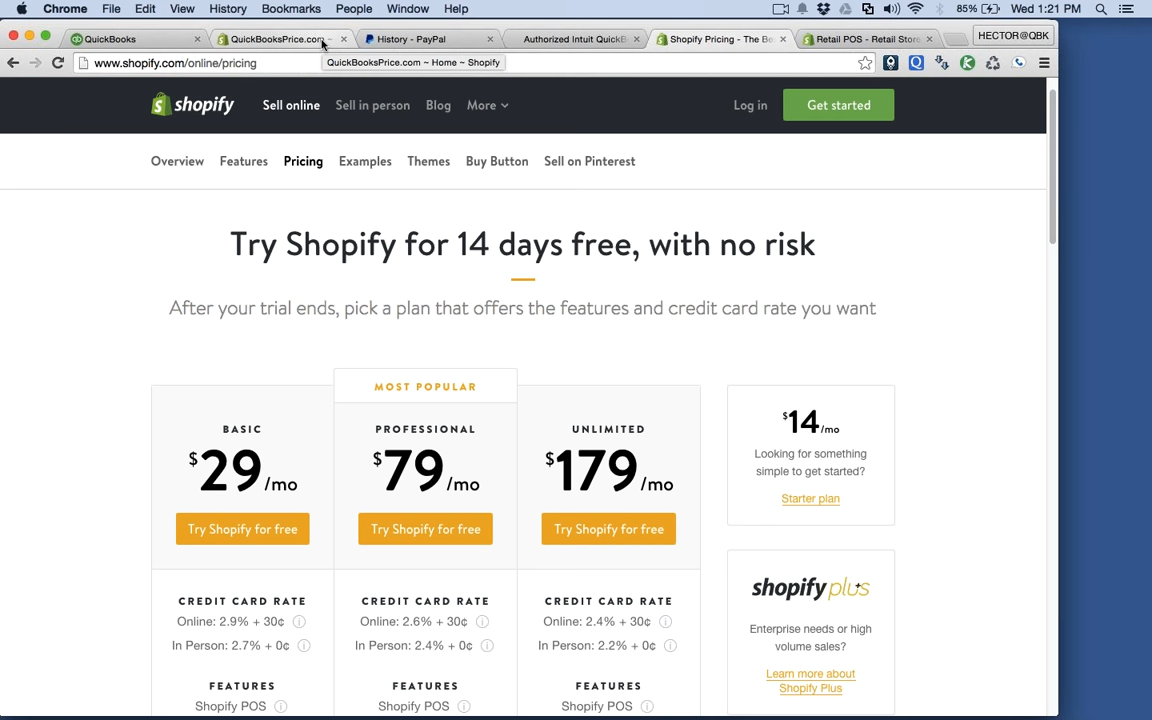 Chrome File Edit View History Bookmarks People Window Help 85% Wed 1:21 PM
QuickBooks QuickBooksPrice.com ~ History - PayPal Authorized Intuit QuickB Shopify Pricing - The Be Retail POS - Retail Store HECTOR@QBK
www.shopify.com/online/pricing QuickBooksPrice.com ~ Home ~ Shopify
shopify Sell online Sell in person Blog More Log in Get started
Overview Features Pricing Examples Themes Buy Button Sell on Pinterest
Try Shopify for 14 days free, with no risk
After your trial ends, pick a plan that offers the features and credit card rate you want
MOST POPULAR
BASIC
$29/mo
Try Shopify for free
CREDIT CARD RATE
Online: 2.9% + 30¢
In Person: 2.7% + 0¢
FEATURES
Shopify POS
PROFESSIONAL
$79/mo
Try Shopify for free
CREDIT CARD RATE
Online: 2.6% + 30¢
In Person: 2.4% + 0¢
FEATURES
Shopify POS
UNLIMITED
$179/mo
Try Shopify for free
CREDIT CARD RATE
Online: 2.4% + 30¢
In Person: 2.2% + 0¢
FEATURES
Shopify POS
$14/mo
Looking for something
simple to get started?
Starter plan
shopify plus
Enterprise needs or high
volume sales?
Learn more about
Shopify Plus